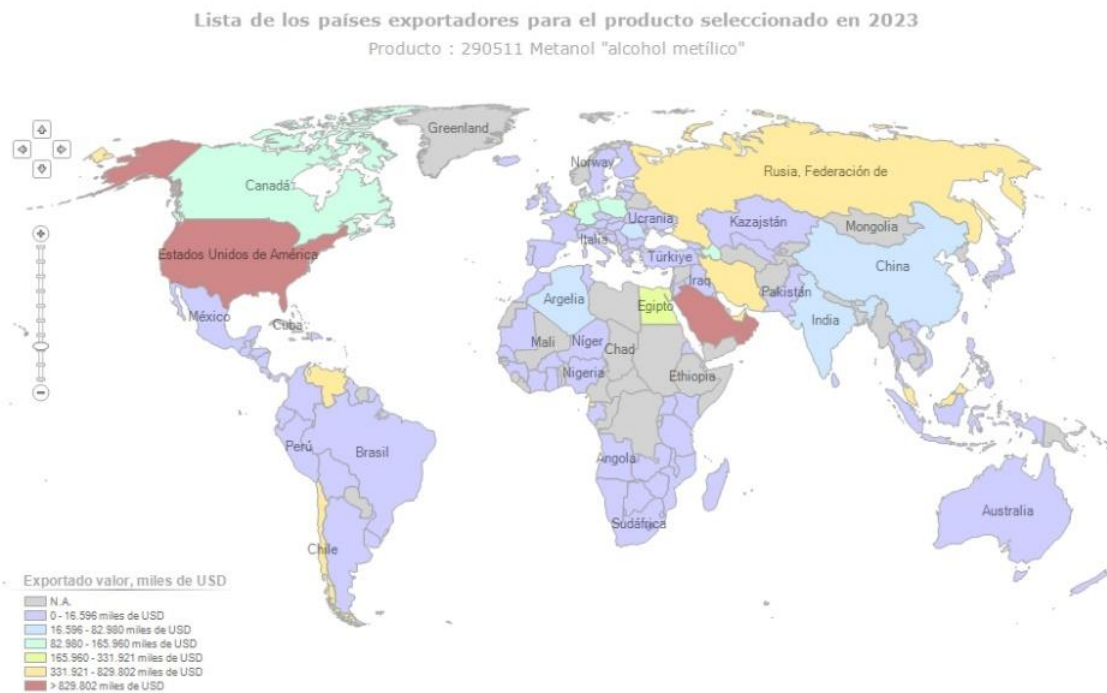 Lista de los países exportadores para el producto seleccionado en 2023
Producto : 290511 Metanol "alcohol metílico"
Greenland
Norway
Rusia, Federación de
Canadá
Ucrania
Kazajstán
Mongolia
Italia
Estados Unidos de América
Türkiye
China
Iraq
Pakistán
Argelia
Egipto
India
México
Cuba
Mali
Níger
Chad
Nigeria
Ethiopia
Perú
Brasil
Angola
Australia
Sudáfrica
Chile
Exportado valor, miles de USD
N.A.
0 - 16.596 miles de USD
16.596 - 82.980 miles de USD
82.980 - 165.960 miles de USD
165.960 - 331.921 miles de USD
331.921 - 829.802 miles de USD
> 829.802 miles de USD